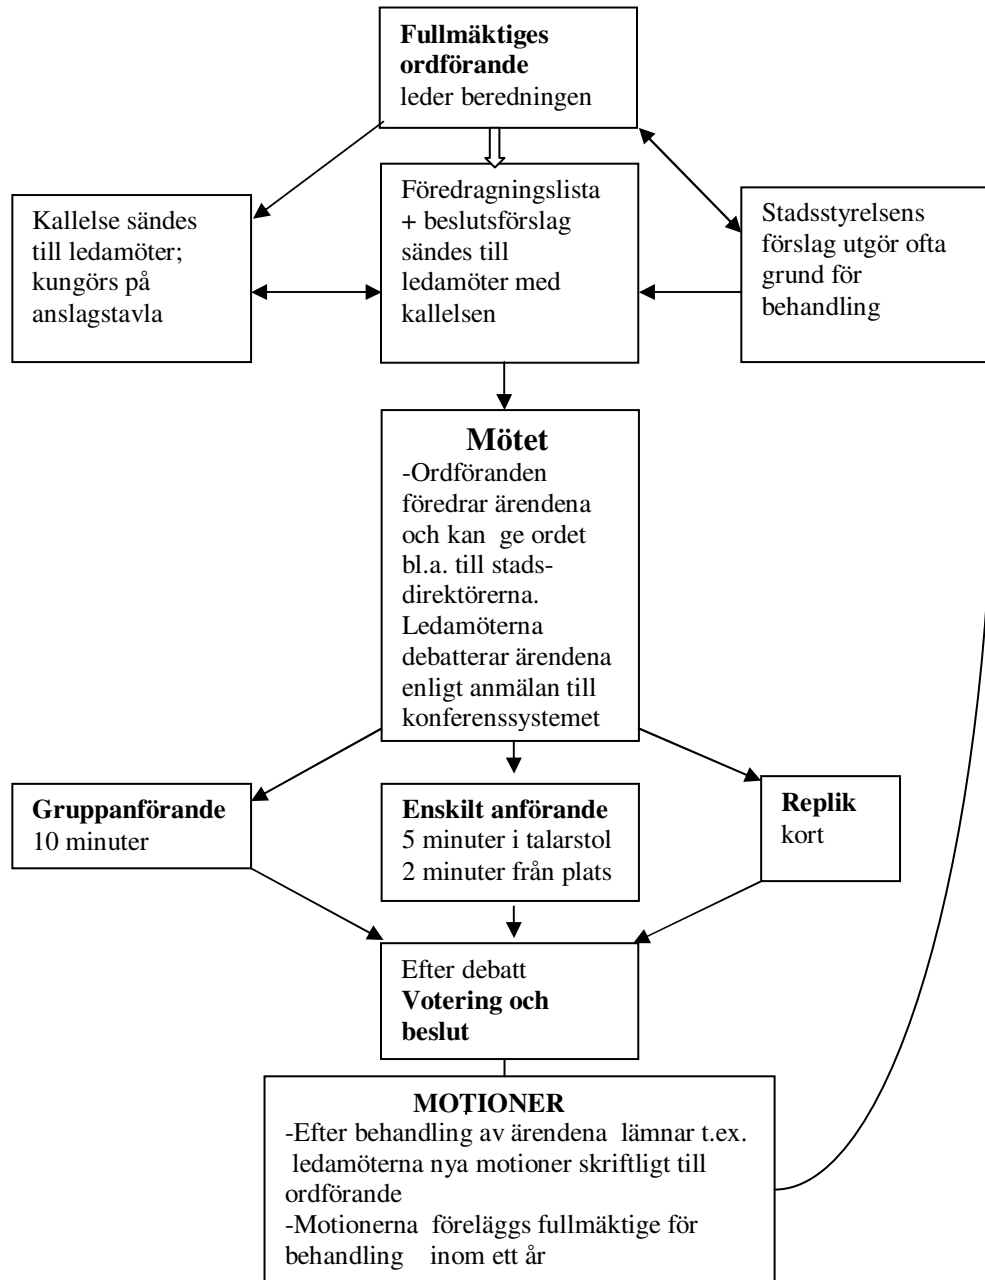 Fullmäktiges
ordförande
leder beredningen
Kallelse sändes
till ledamöter;
kungörs på
anslagstavla
Föredragningslista
+ beslutsförslag
sändes till
ledamöter med
kallelsen
Stadsstyrelsens
förslag utgör ofta
grund för
behandling
Mötet
-Ordföranden
föredrar ärendena
och kan ge ordet
bl.a. till stads-
direktörerna.
Ledamöterna
debatterar ärendena
enligt anmälan till
konferenssystemet
Gruppanförande
10 minuter
Enskilt anförande
5 minuter i talarstol
2 minuter från plats
Replik
kort
Efter debatt
Votering och
beslut
MOTIONER
-Efter behandling av ärendena lämnar t.ex.
ledamöterna nya motioner skriftligt till
ordförande
-Motionerna föreläggs fullmäktige för
behandling inom ett år